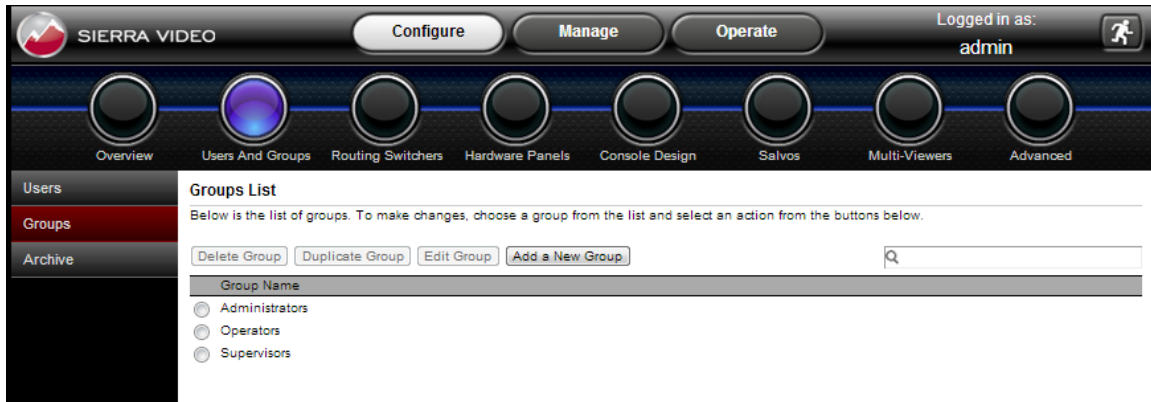 SIERRA VIDEO
Configure
Manage
Operate
Logged in as:
admin
Overview
Users And Groups
Routing Switchers
Hardware Panels
Console Design
Salvos
Multi-Viewers
Advanced
Users
Groups
Archive
Groups List
Below is the list of groups. To make changes, choose a group from the list and select an action from the buttons below.
Delete Group
Duplicate Group
Edit Group
Add a New Group
Group Name
Administrators
Operators
Supervisors